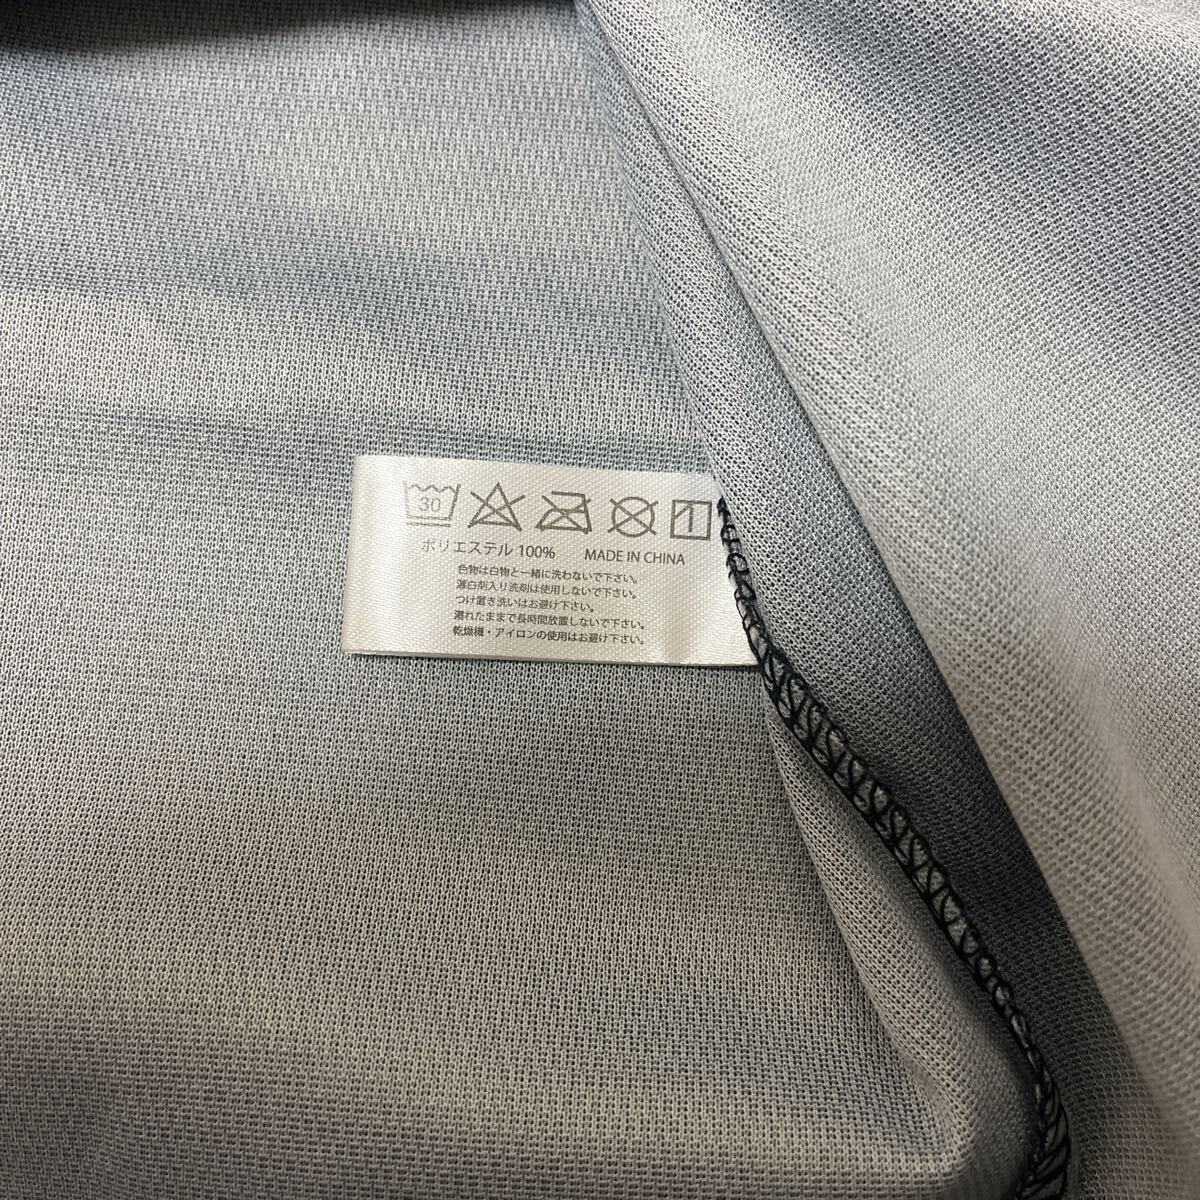 30
ポリエステル 100% MADE IN CHINA
色物は白物と一緒に洗わないで下さい。
漂白剤入り洗剤は使用しないで下さい。
つけ置き洗いはお避け下さい。
濡れたままで長時間放置しないで下さい。
乾燥機・アイロンの使用はお避け下さい。